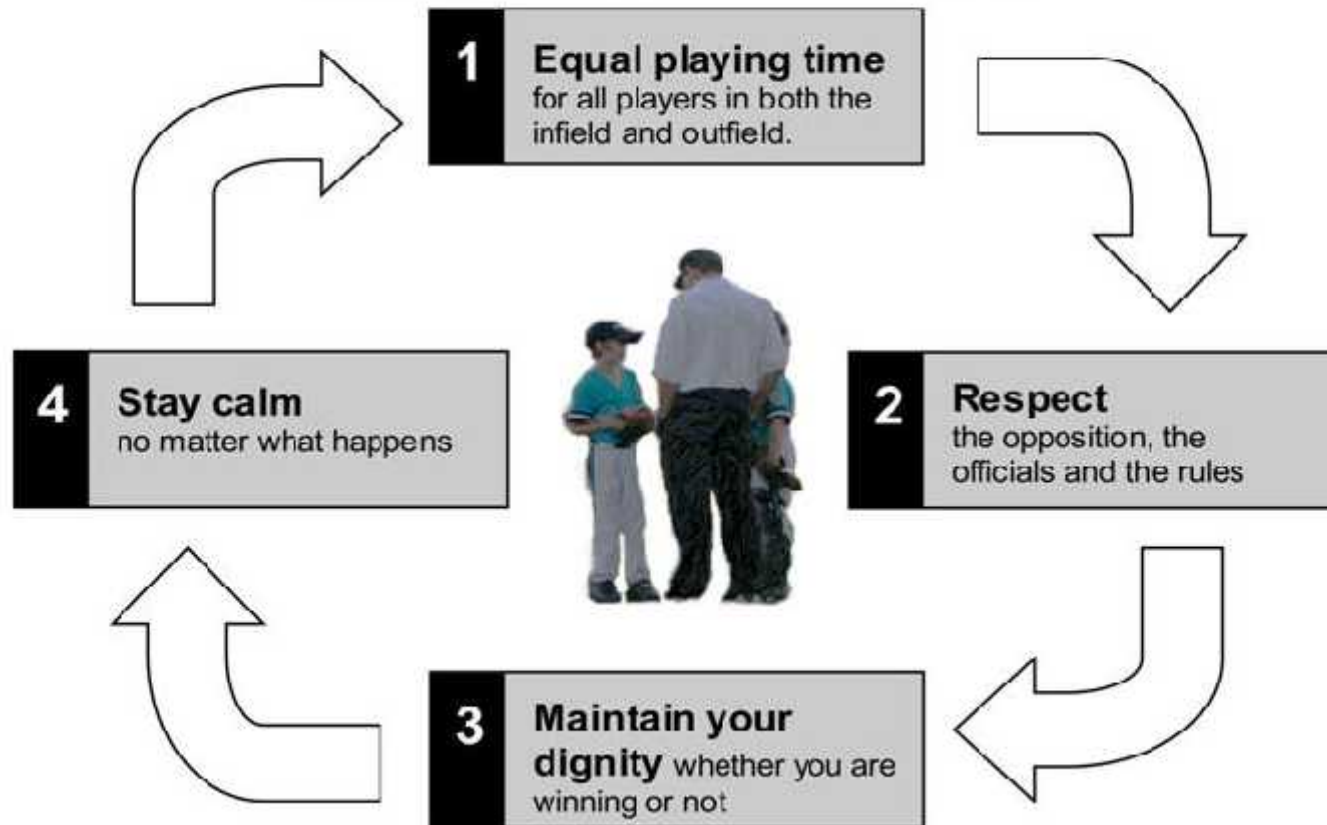 1
Equal playing time
for all players in both the
infield and outfield.
2
Respect
the opposition, the
officials and the rules
3
Maintain your
dignity whether you are
winning or not
4
Stay calm
no matter what happens